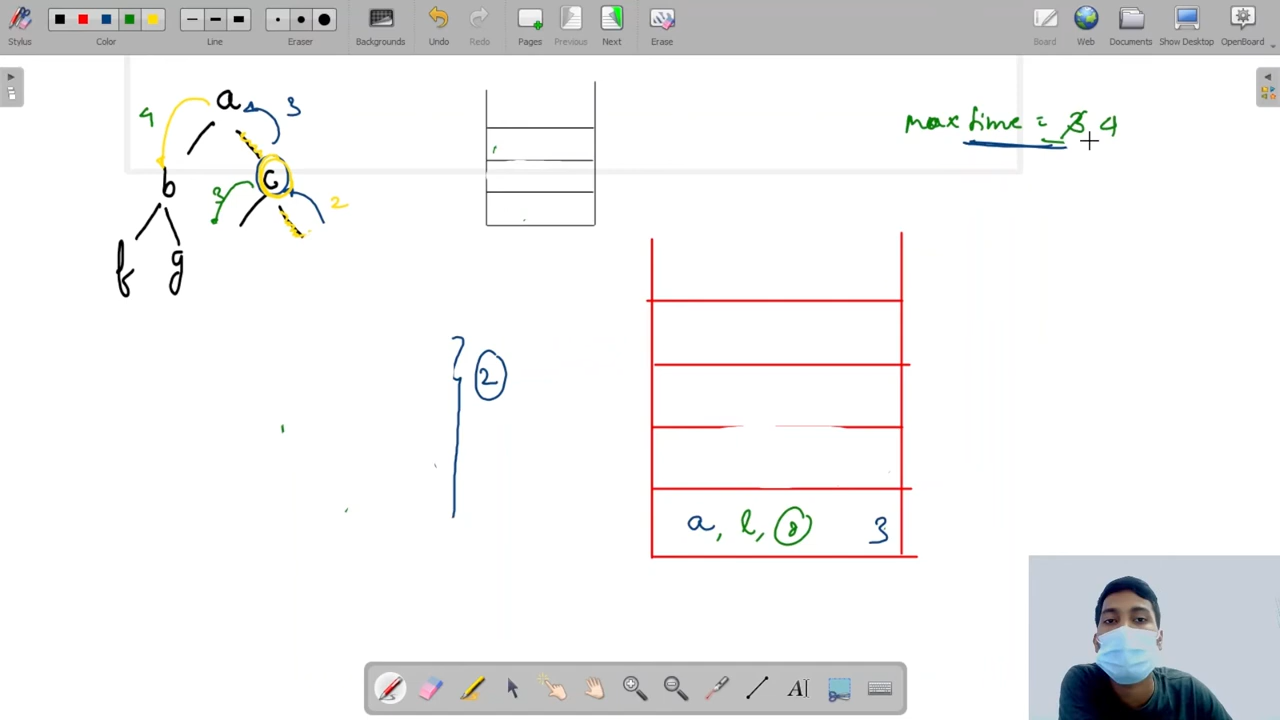 Stylus
Color
Line
Eraser
Backgrounds
Undo
Redo
Pages
Previous
Next
Erase
Board
Web
Documents
Show Desktop
OpenBoard
a
3
4
max time = 3 4
b
c
3
2
f
g
2
a, l, r 3